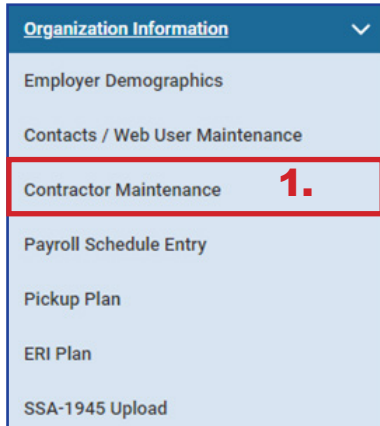 Organization Information
Employer Demographics
Contacts / Web User Maintenance
Contractor Maintenance 1.
Payroll Schedule Entry
Pickup Plan
ERI Plan
SSA-1945 Upload